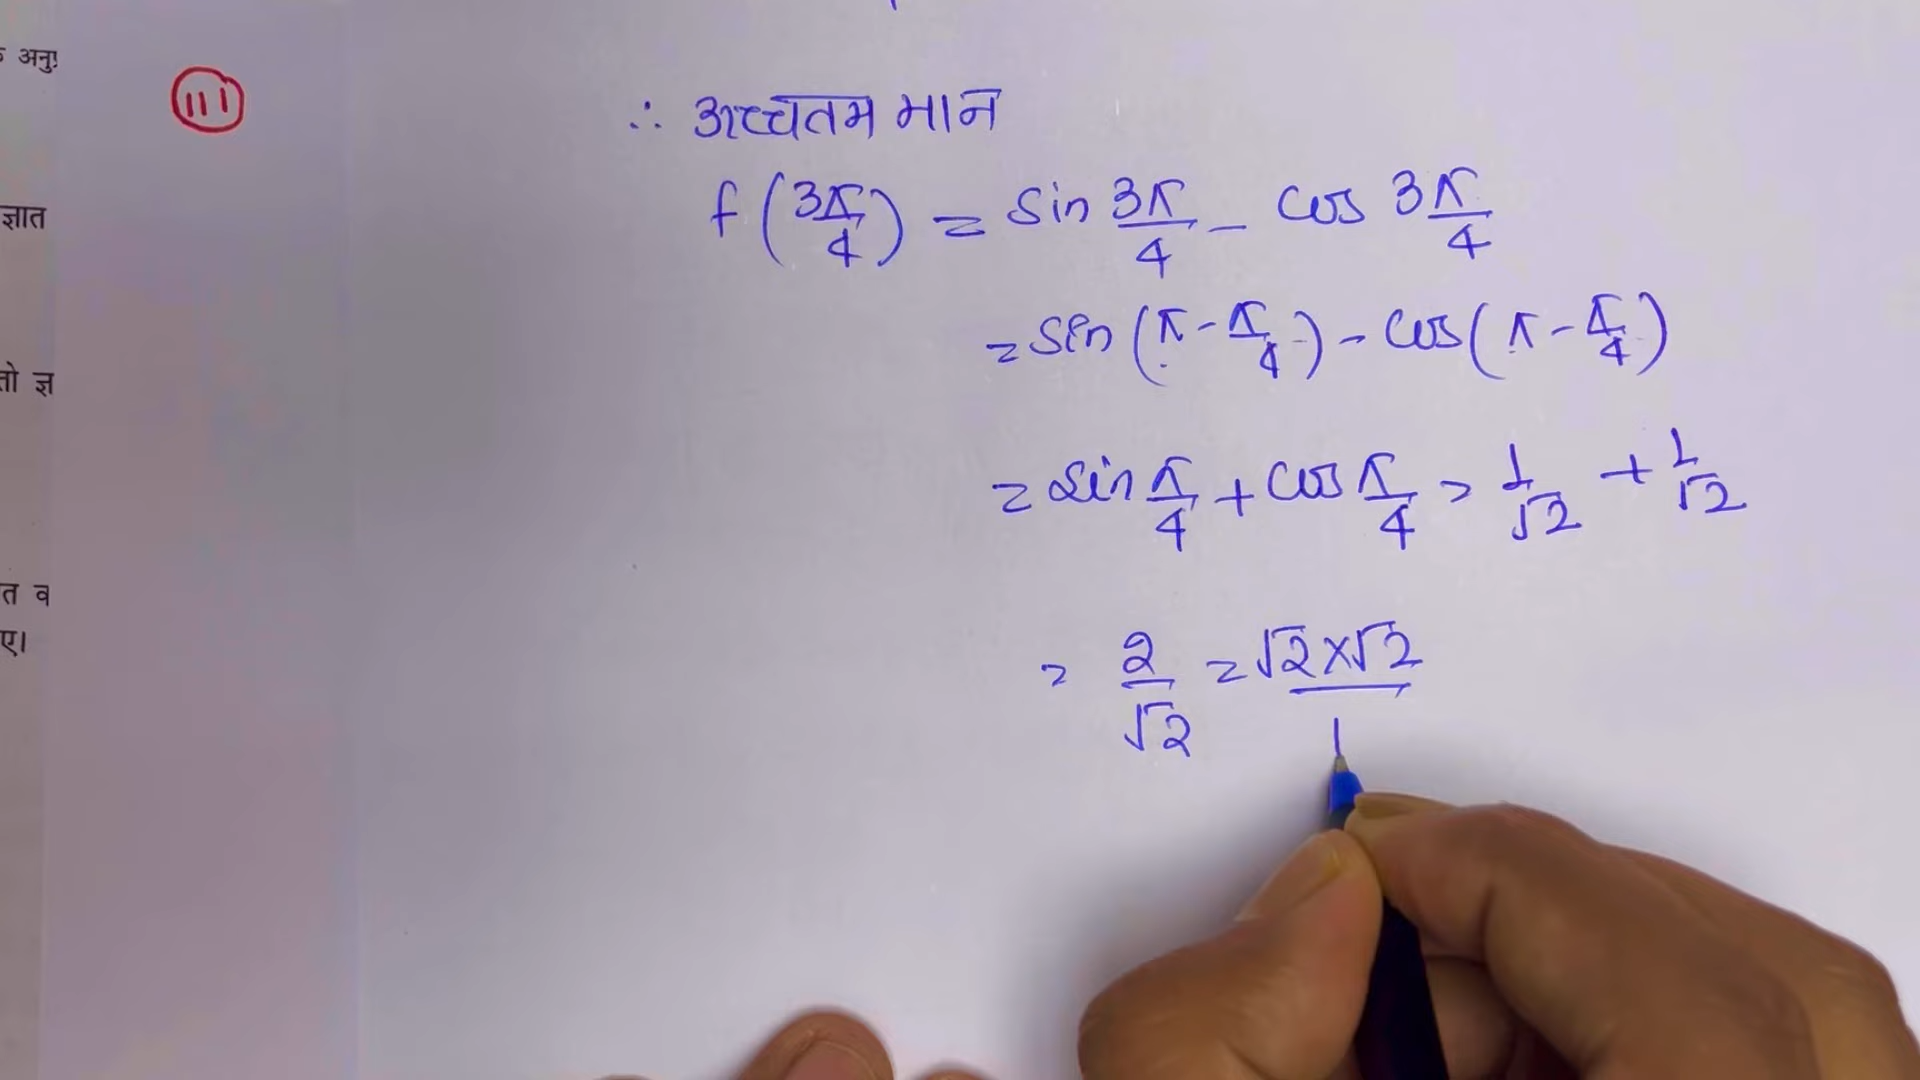 अनु
(111)
∴ उच्चतम मान
f(3π/4) = sin 3π/4 - cos 3π/4
ज्ञात
= sin(π - π/4) - cos(π - π/4)
तो ज्ञ
= sin π/4 + cos π/4 = 1/√2 + 1/√2
त व
ए।
= 2/√2 = √2×√2/1